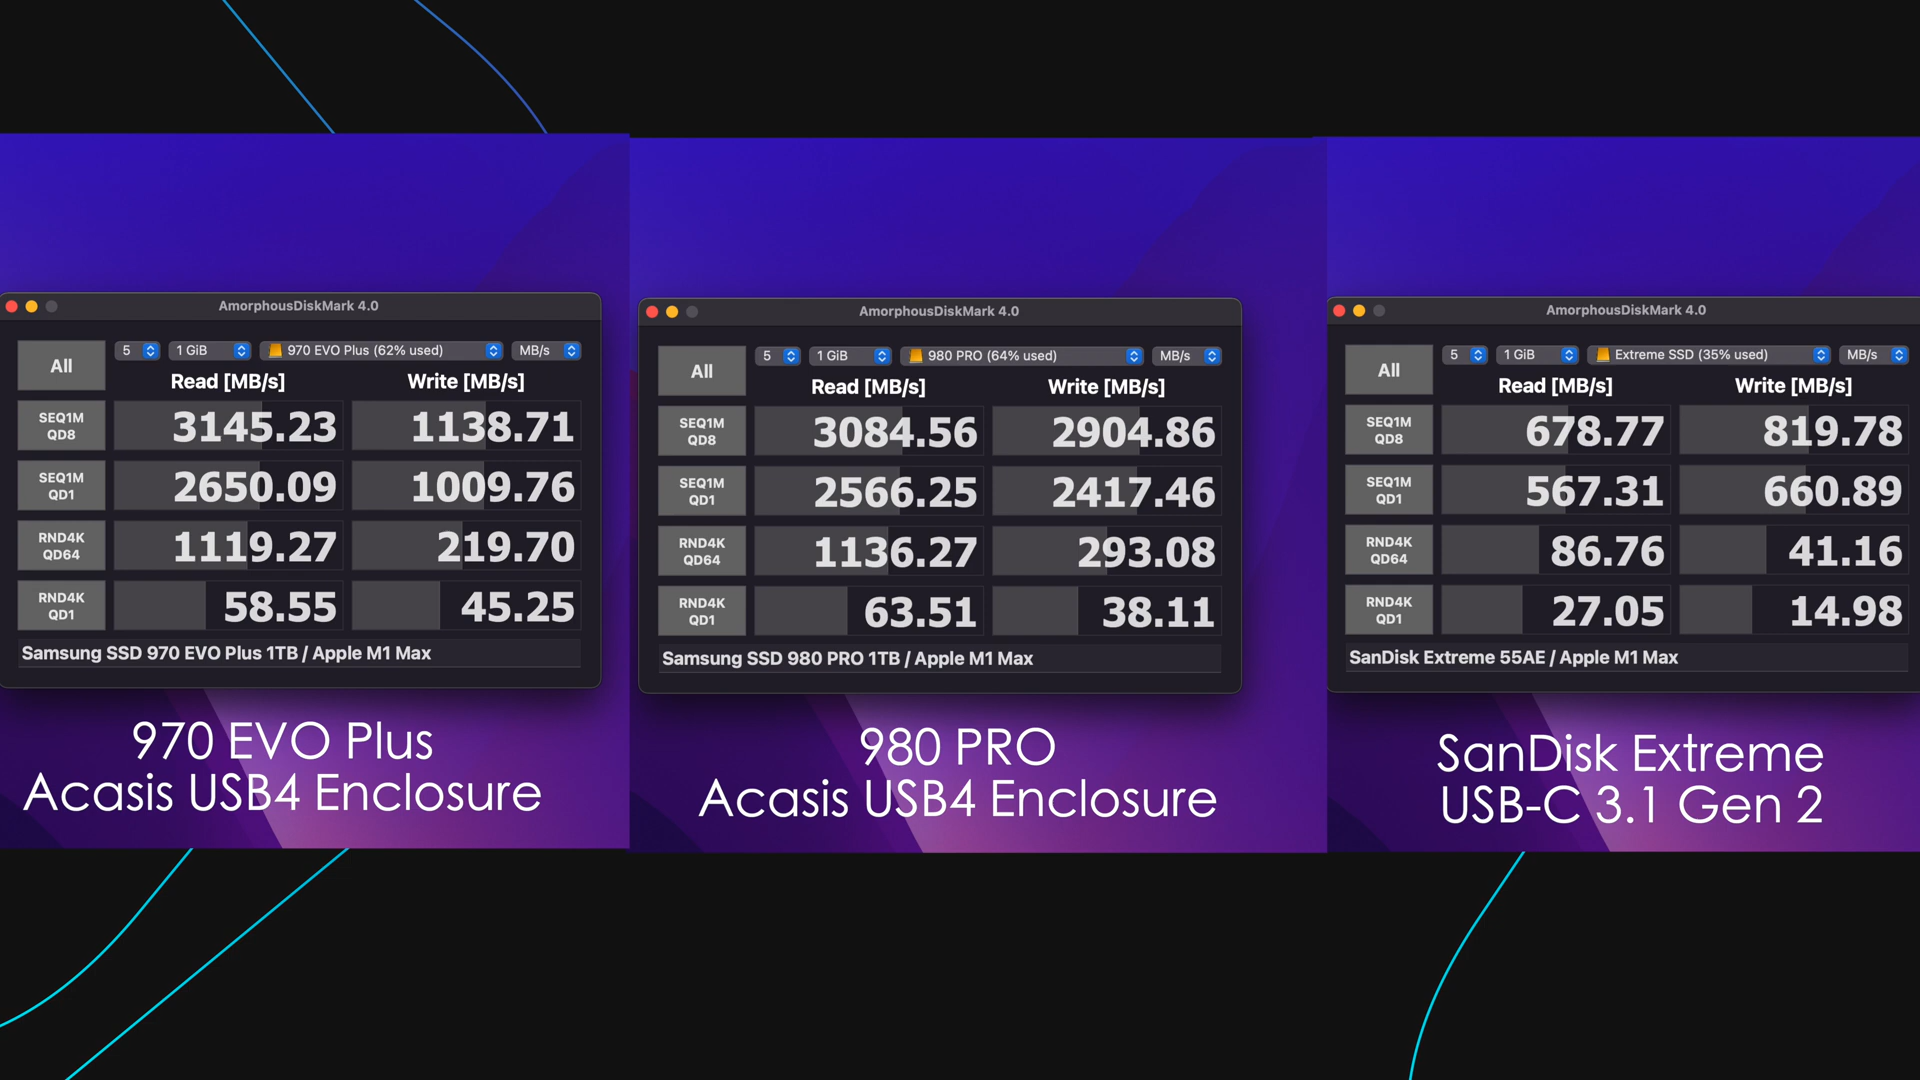 AmorphousDiskMark 4.0
All
5
1 GiB
970 EVO Plus (62% used)
MB/s
Read [MB/s]
Write [MB/s]
SEQ1M
QD8
3145.23
1138.71
SEQ1M
QD1
2650.09
1009.76
RND4K
QD64
1119.27
219.70
RND4K
QD1
58.55
45.25
Samsung SSD 970 EVO Plus 1TB / Apple M1 Max
970 EVO Plus
Acasis USB4 Enclosure
AmorphousDiskMark 4.0
All
5
1 GiB
980 PRO (64% used)
MB/s
Read [MB/s]
Write [MB/s]
SEQ1M
QD8
3084.56
2904.86
SEQ1M
QD1
2566.25
2417.46
RND4K
QD64
1136.27
293.08
RND4K
QD1
63.51
38.11
Samsung SSD 980 PRO 1TB / Apple M1 Max
980 PRO
Acasis USB4 Enclosure
AmorphousDiskMark 4.0
All
5
1 GiB
Extreme SSD (35% used)
MB/s
Read [MB/s]
Write [MB/s]
SEQ1M
QD8
678.77
819.78
SEQ1M
QD1
567.31
660.89
RND4K
QD64
86.76
41.16
RND4K
QD1
27.05
14.98
SanDisk Extreme 55AE / Apple M1 Max
SanDisk Extreme
USB-C 3.1 Gen 2